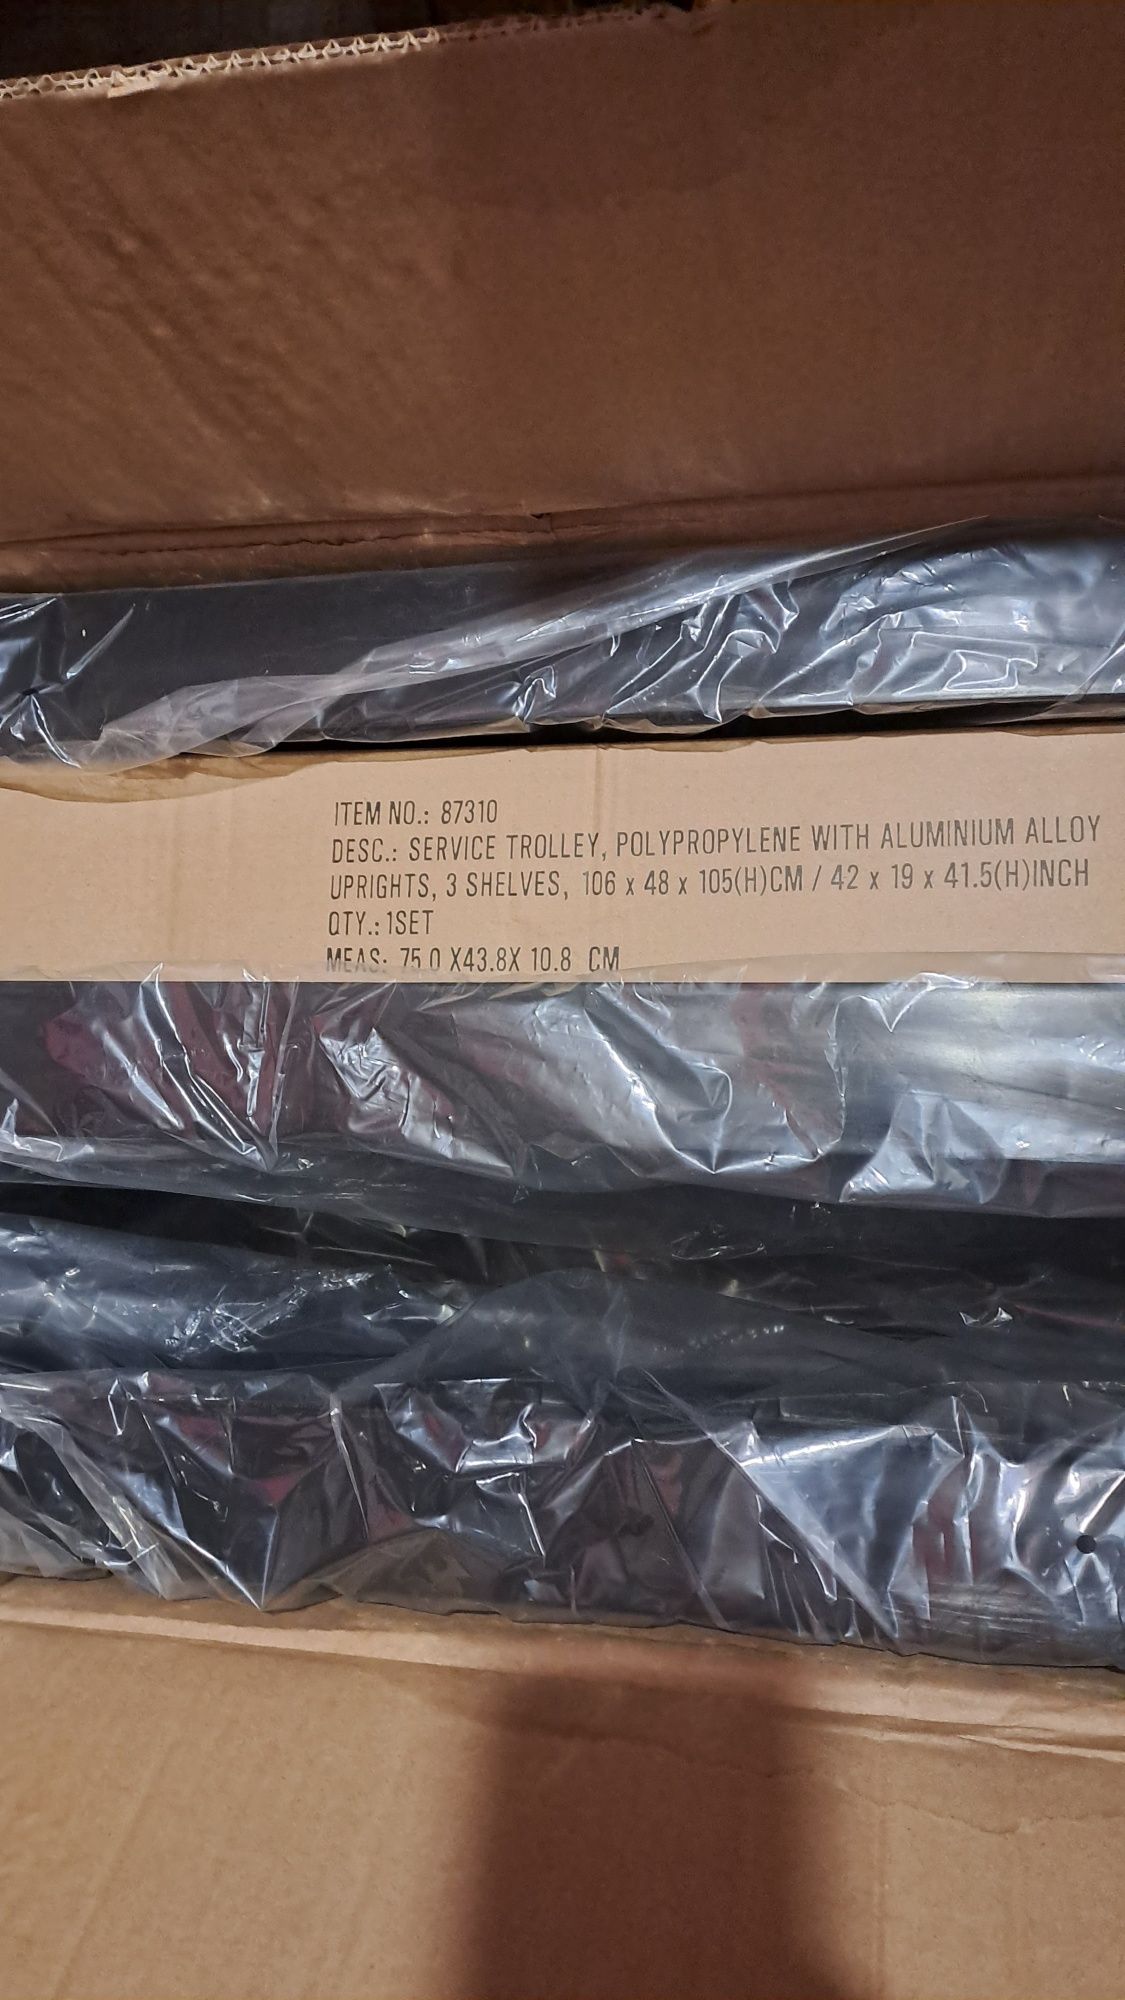 ITEM NO.: 87310
DESC.: SERVICE TROLLEY, POLYPROPYLENE WITH ALUMINIUM ALLOY
UPRIGHTS, 3 SHELVES, 106 x 48 x 105(H)CM / 42 x 19 x 41.5(H)INCH
QTY.: 1SET
MEAS: 75.0 X43.8X 10.8 CM